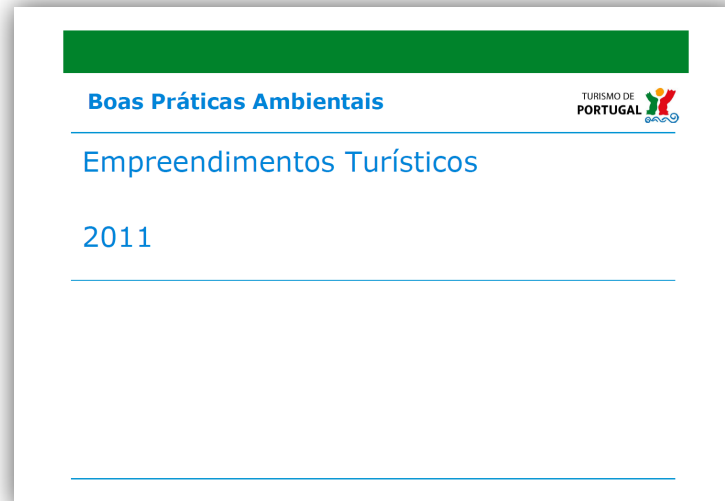 Boas Práticas Ambientais
TURISMO DE
PORTUGAL
Empreendimentos Turísticos
2011